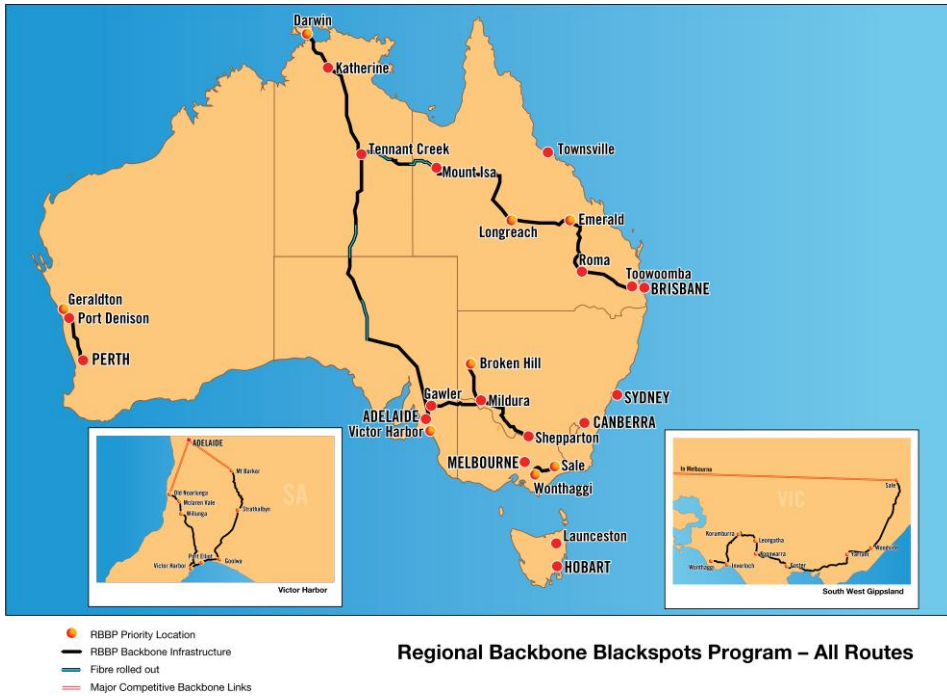 Darwin
Katherine
Tennant Creek
Mount Isa
Townsville
Longreach
Emerald
Roma
Toowoomba
BRISBANE
Geraldton
Port Denison
PERTH
Broken Hill
Gawler
Mildura
SYDNEY
ADELAIDE
CANBERRA
Victor Harbor
Shepparton
MELBOURNE
Sale
Wonthaggi
Launceston
HOBART
ADELAIDE
Mt Barker
SA
Old Noarlunga
Mclaren Vale
Willunga
Strathalbyn
Port Elliot
Victor Harbor
Goolwa
Victor Harbor
to Melbourne
Sale
VIC
Korumburra
Leongatha
Koonwarra
Yarram
Wonthaggi
Inverloch
Foster
South West Gippsland
RBBP Priority Location
RBBP Backbone Infrastructure
Fibre rolled out
Major Competitive Backbone Links
Regional Backbone Blackspots Program – All Routes